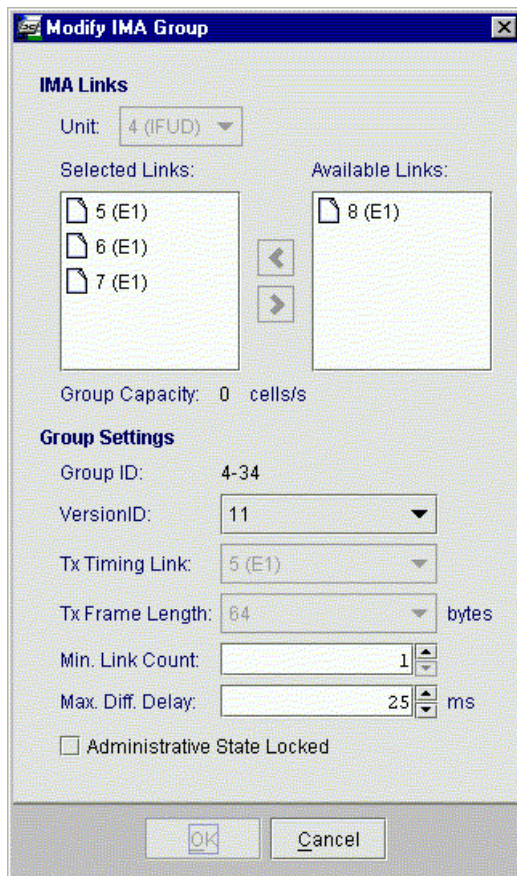 Modify IMA Group
IMA Links
Unit: 4 (IFUD)
Selected Links: Available Links:
5 (E1) 8 (E1)
6 (E1)
7 (E1)
Group Capacity: 0 cells/s
Group Settings
Group ID: 4-34
VersionID: 11
Tx Timing Link: 5 (E1)
Tx Frame Length: 64 bytes
Min. Link Count: 1
Max. Diff. Delay: 25 ms
Administrative State Locked
OK Cancel